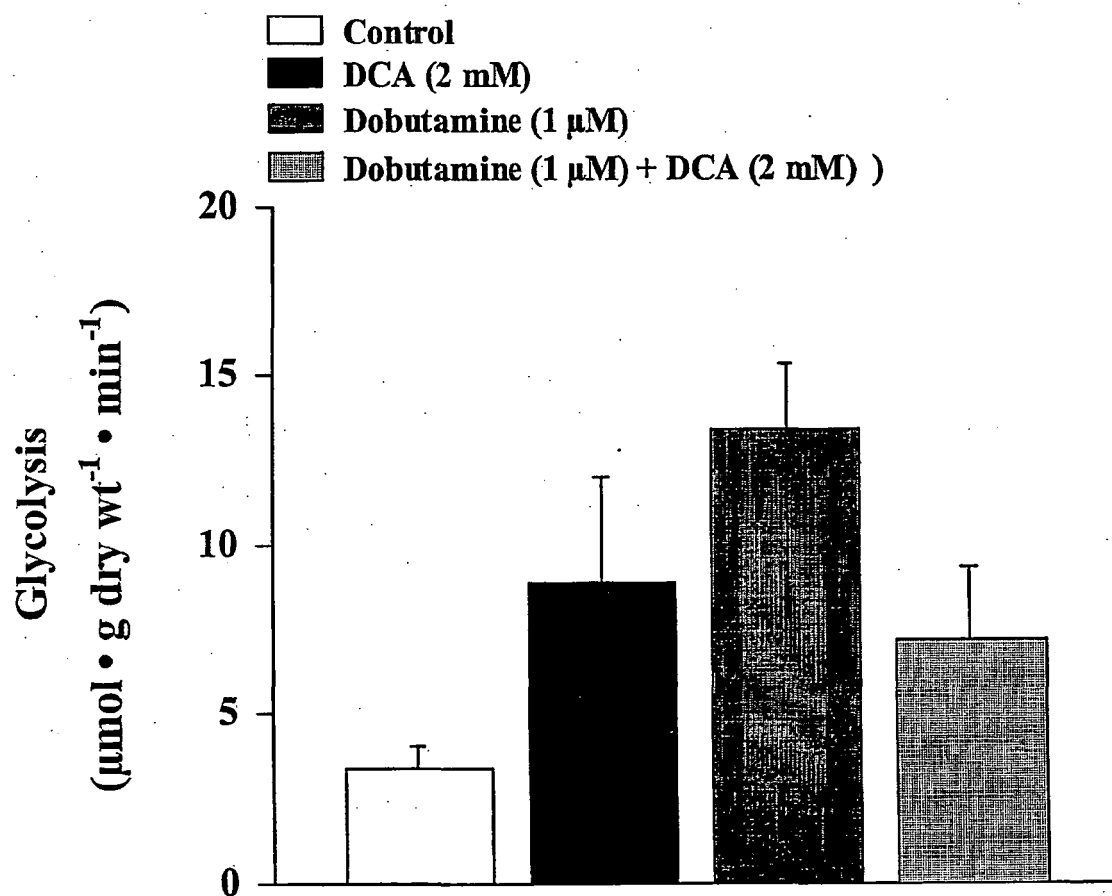 Control
DCA (2 mM)
Dobutamine (1 µM)
Dobutamine (1 µM) + DCA (2 mM) )
20
15
10
5
0
Glycolysis
(µmol • g dry wt⁻¹ • min⁻¹)